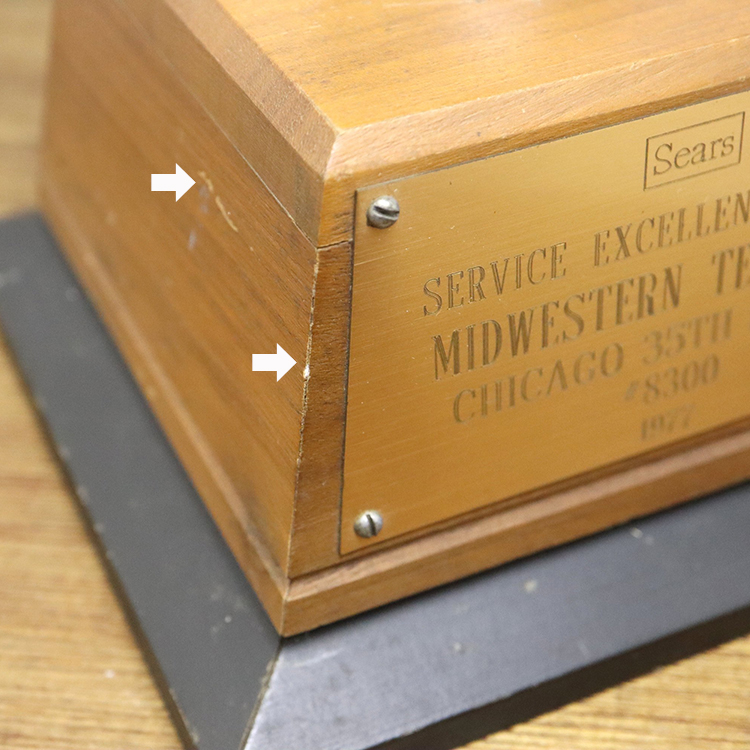 Sears
SERVICE EXCELLEN
MIDWESTERN TE
CHICAGO 35TH
#8300
1977